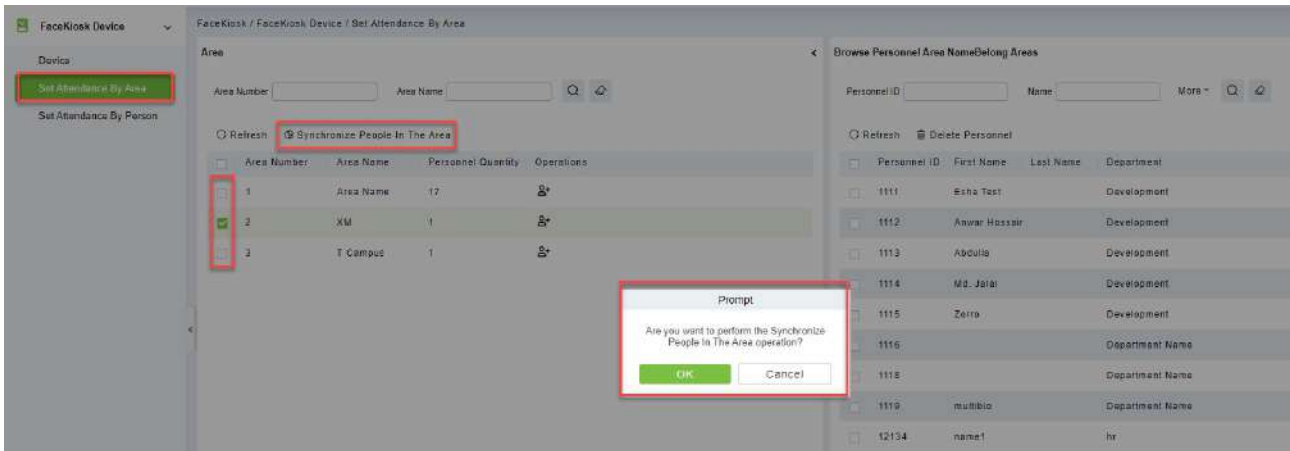 FaceKiosk Device
FaceKiosk / FaceKiosk Device / Set Attendance By Area
Device
Set Attendance By Area
Set Attendance By Person
Area
Area Number
Area Name
Refresh
Synchronize People In The Area
Area Number Area Name Personnel Quantity Operations
1 Area Name 17
2 XM 1
3 T Campus 1
Browse Personnel Area NameBelong Areas
Personnel ID
Name
More
Refresh
Delete Personnel
Personnel ID First Name Last Name Department
1111 Esha Test Development
1112 Anwar Hossair Development
1113 Abdulla Development
1114 Md. Jalal Development
1115 Zerro Development
1116 Department Name
1118 Department Name
1119 multibio Department Name
12134 name1 hr
Prompt
Are you want to perform the Synchronize
People In The Area operation?
OK
Cancel